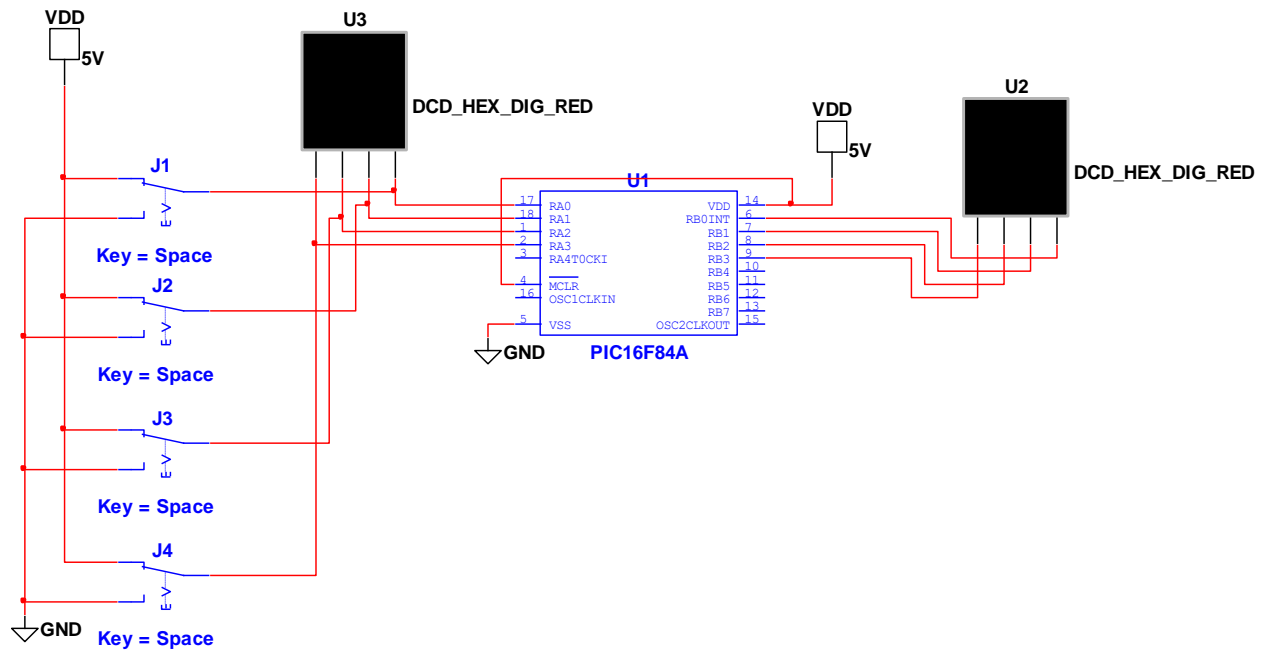 VDD
5V
U3
DCD_HEX_DIG_RED
J1
Key = Space
J2
Key = Space
J3
Key = Space
J4
Key = Space
GND
U1
17 RA0
18 RA1
1 RA2
2 RA3
3 RA4T0CKI
4 MCLR
16 OSC1CLKIN
5 VSS
VDD 14
RB0INT 6
RB1 7
RB2 8
RB3 9
RB4 10
RB5 11
RB6 12
RB7 13
OSC2CLKOUT 15
PIC16F84A
GND
VDD
5V
U2
DCD_HEX_DIG_RED